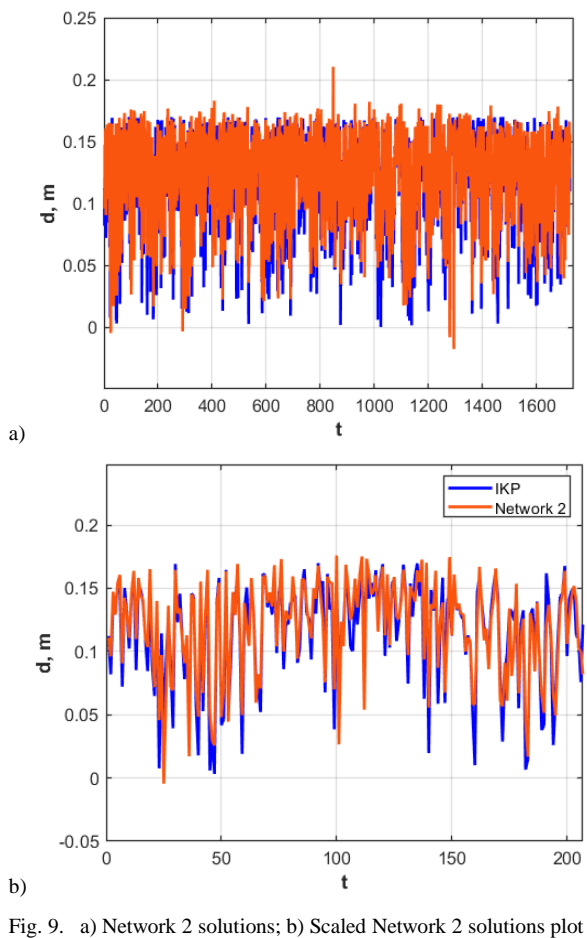 0.25
0.2
0.15
0.1
0.05
0
d, m
0 200 400 600 800 1000 1200 1400 1600
t
a)
IKP
Network 2
0.2
0.15
0.1
0.05
0
-0.05
d, m
0 50 100 150 200
t
b)
Fig. 9. a) Network 2 solutions; b) Scaled Network 2 solutions plot